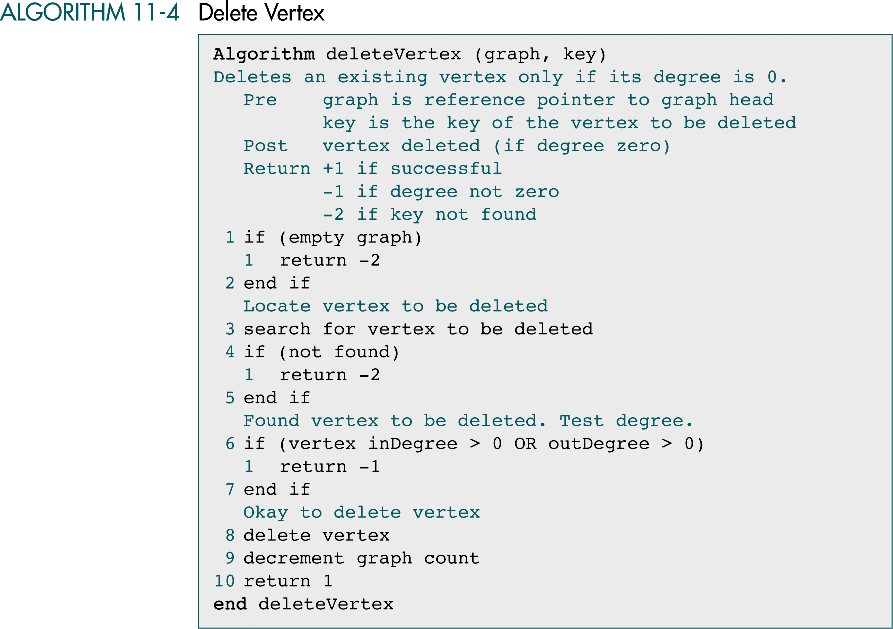 ALGORITHM 11-4 Delete Vertex
Algorithm deleteVertex (graph, key)
Deletes an existing vertex only if its degree is 0.
Pre graph is reference pointer to graph head
key is the key of the vertex to be deleted
Post vertex deleted (if degree zero)
Return +1 if successful
-1 if degree not zero
-2 if key not found
1 if (empty graph)
1 return -2
2 end if
Locate vertex to be deleted
3 search for vertex to be deleted
4 if (not found)
1 return -2
5 end if
Found vertex to be deleted. Test degree.
6 if (vertex inDegree > 0 OR outDegree > 0)
1 return -1
7 end if
Okay to delete vertex
8 delete vertex
9 decrement graph count
10 return 1
end deleteVertex